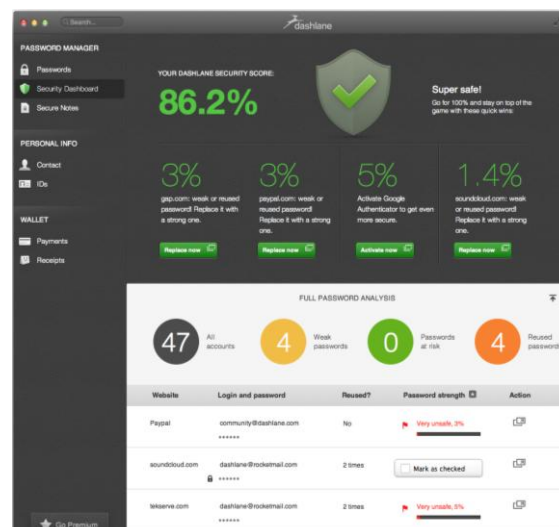 Search...
dashlane
PASSWORD MANAGER
Passwords
Security Dashboard
Secure Notes
PERSONAL INFO
Contact
IDs
WALLET
Payments
Receipts
Go Premium
YOUR DASHLANE SECURITY SCORE:
86.2%
Super safe!
Go for 100% and stay on top of the
game with these quick wins:
3%
gap.com: weak or
reused password!
Replace it with
a strong one.
Replace now
3%
paypal.com: weak or
reused password!
Replace it with a strong
one.
Replace now
5%
Activate Google
Authenticator to get even
more secure.
Activate now
1.4%
soundcloud.com: weak
or reused password!
Replace it with a strong
one.
Replace now
FULL PASSWORD ANALYSIS
47 All
accounts
4 Weak
passwords
0 Passwords
at risk
4 Reused
password
Website Login and password Reused? Password strength Action
Paypal community@dashlane.com No Very unsafe, 3%
••••••
soundcloud.com dashlane@rocketmail.com 2 times Mark as checked
••••••
tekserve.com dashlane@rocketmail.com 2 times Very unsafe, 5%
••••••